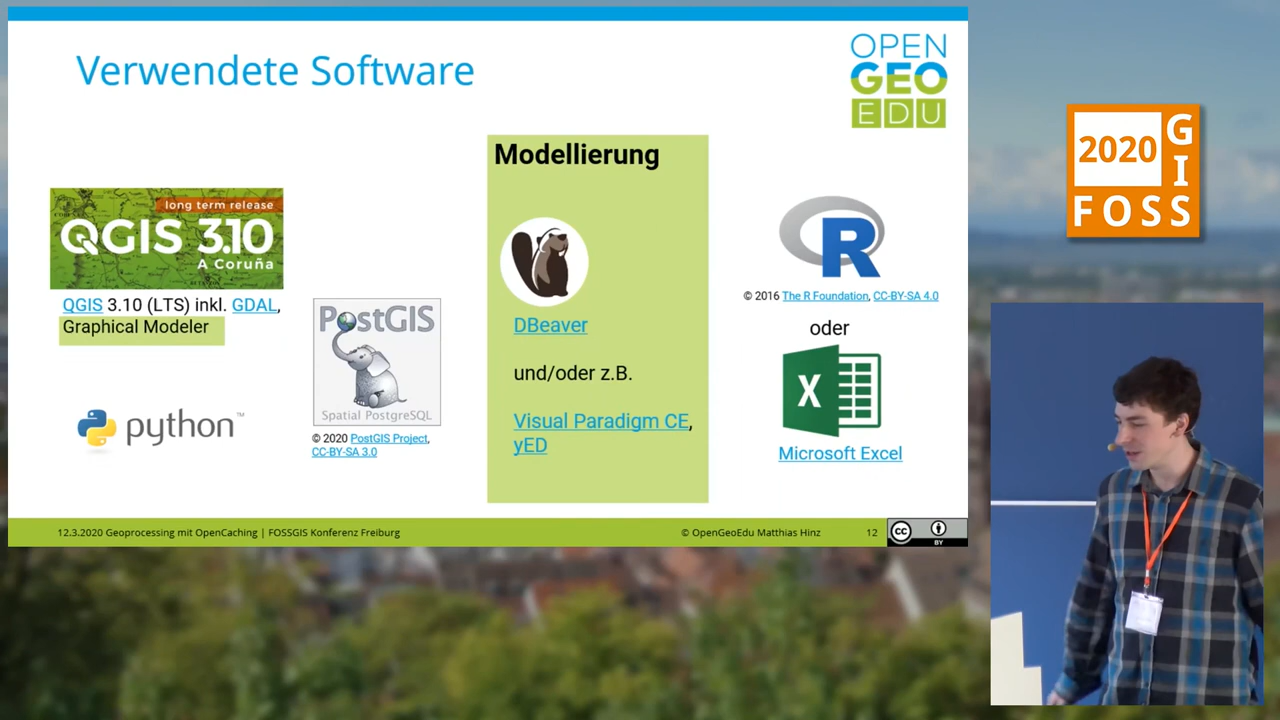 Verwendete Software
OPEN
GEO
EDU
long term release
QGIS 3.10
A Coruña
QGIS 3.10 (LTS) inkl. GDAL,
Graphical Modeler
python™
PostGIS
Spatial PostgreSQL
© 2020 PostGIS Project,
CC-BY-SA 3.0
Modellierung
DBeaver
und/oder z.B.
Visual Paradigm CE,
yED
R
© 2016 The R Foundation, CC-BY-SA 4.0
oder
X
Microsoft Excel
12.3.2020 Geoprocessing mit OpenCaching | FOSSGIS Konferenz Freiburg
© OpenGeoEdu Matthias Hinz
12
cc
BY
2020
GIS
FOSS